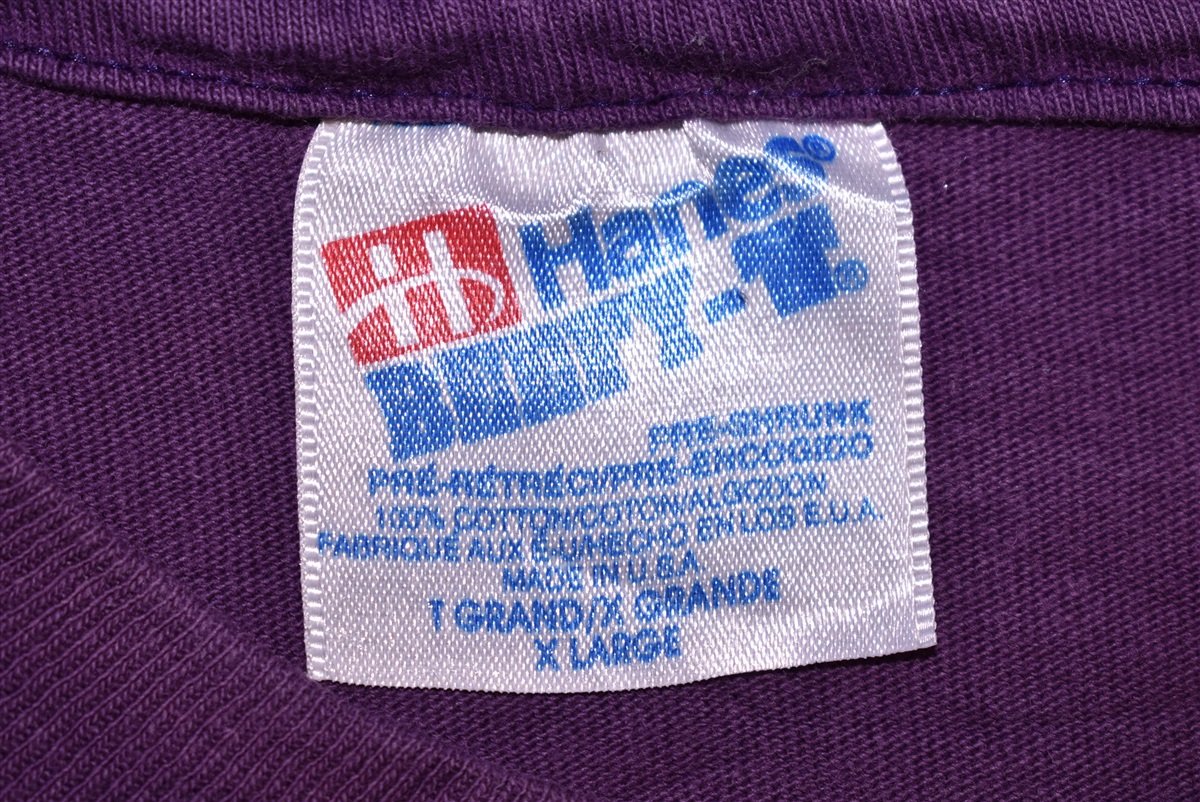 Hanes®
BEEFY-T®
PRE-SHRUNK
PRÉ-RÉTRÉCI/PRE-ENCOGIDO
100% COTTON/COTON/ALGODON
FABRIQUÉ AUX É.-U./HECHO EN LOS E.U.A.
MADE IN U.S.A.
T GRAND/X GRANDE
X LARGE